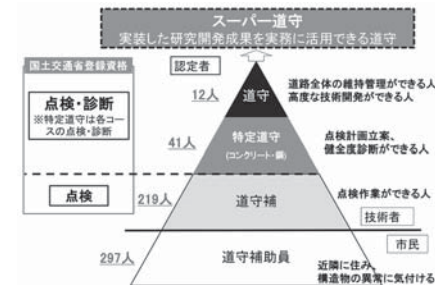 スーパー道守
実装した研究開発成果を実務に活用できる道守
国土交通省登録資格
認定者
点検・診断
※特定道守は各コー
スの点検・診断
12人
道守
道路全体の維持管理ができる人
高度な技術開発ができる人
41人
特定道守
(コンクリート・鋼)
点検計画立案、
健全度診断ができる人
点検
219人
道守補
点検作業ができる人
技術者
市民
297人
道守補助員
近隣に住み、
構造物の異常に気付ける